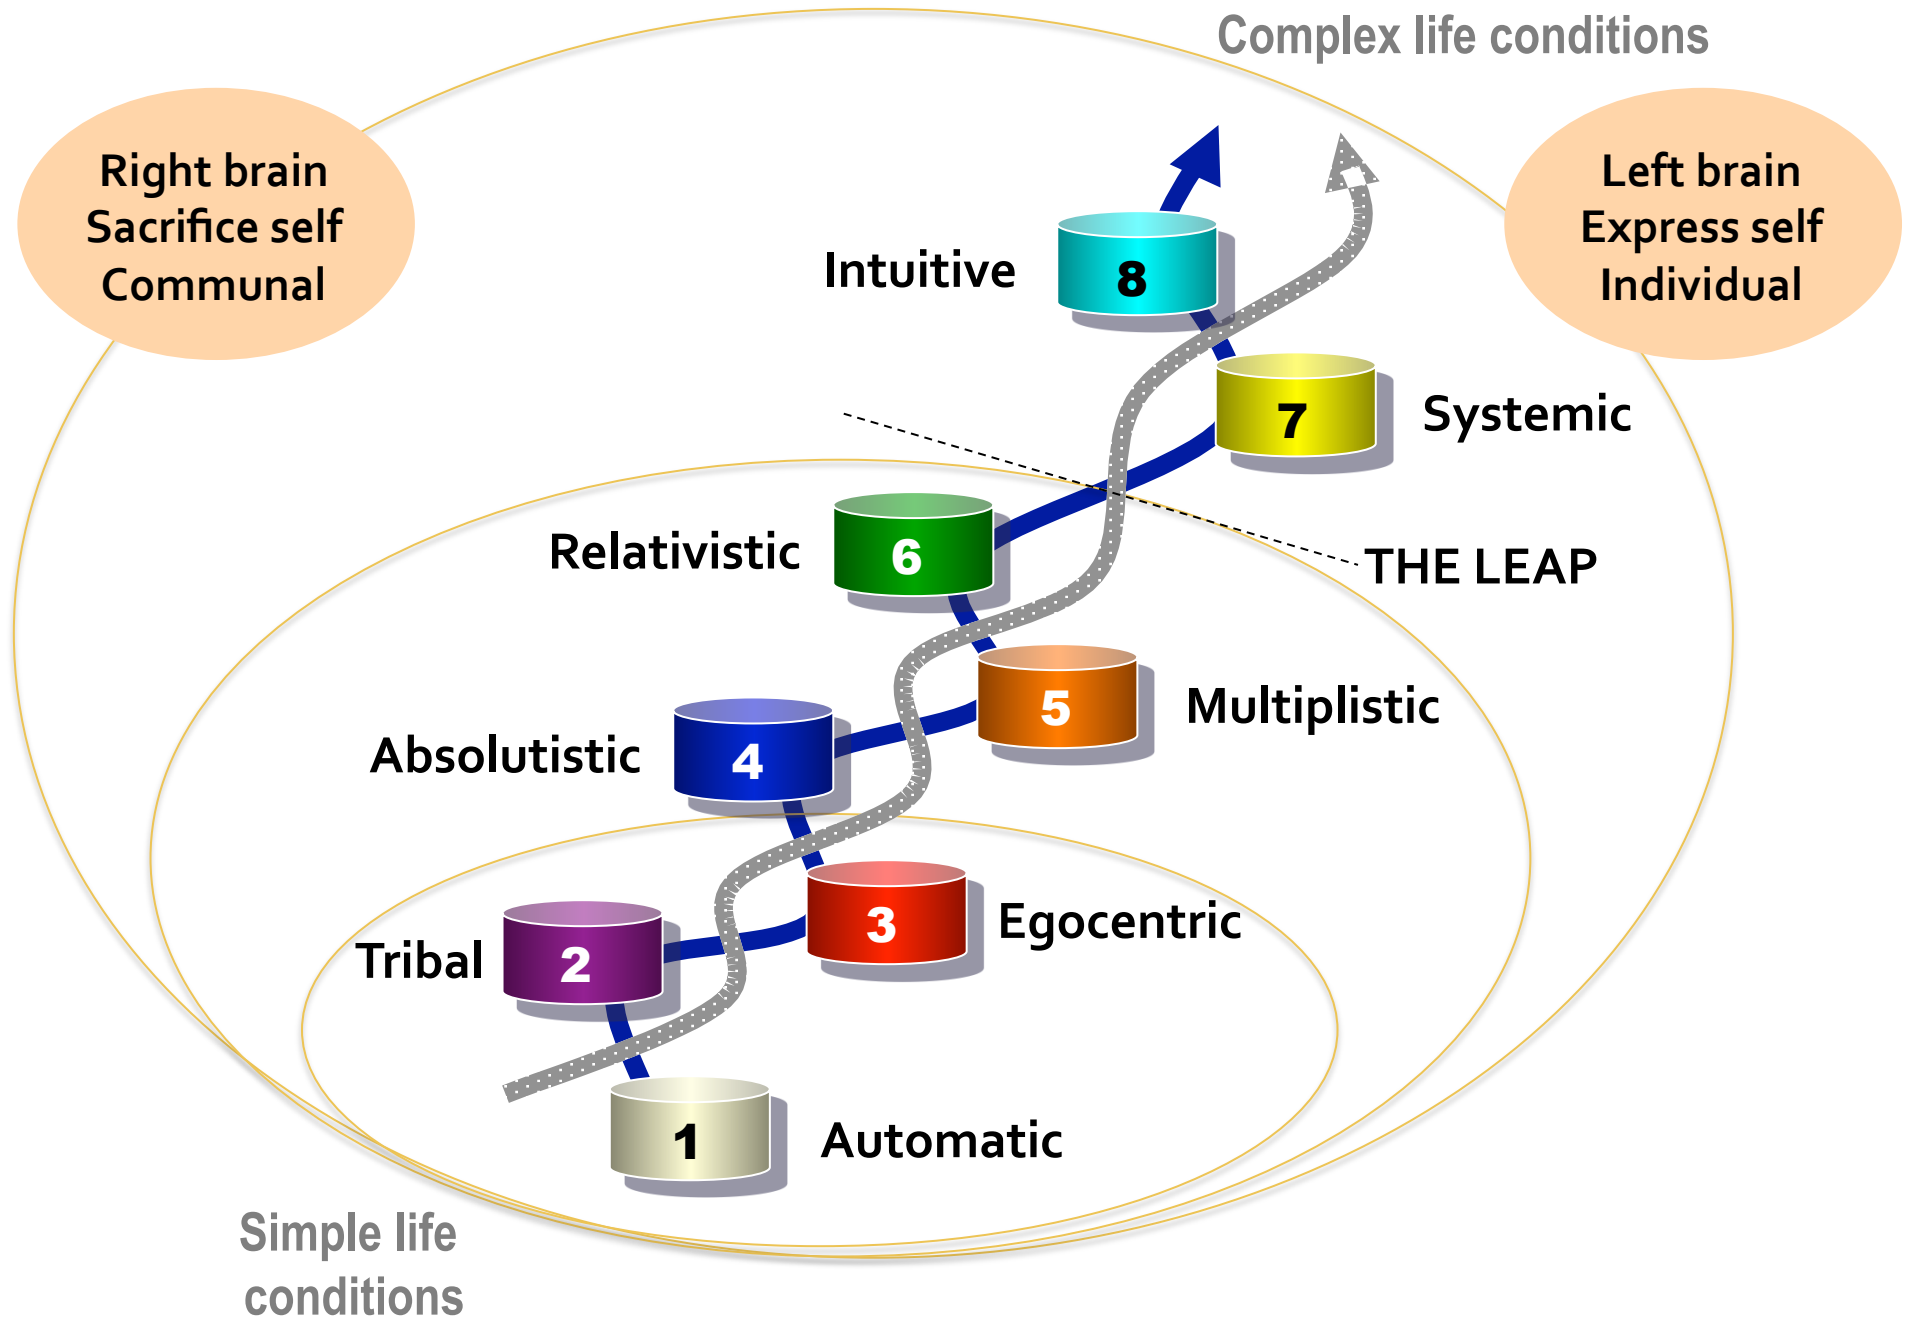 Complex life conditions
Right brain
Sacrifice self
Communal
Left brain
Express self
Individual
Intuitive
8
7
Systemic
Relativistic
6
THE LEAP
5
Multiplistic
Absolutistic
4
3
Egocentric
Tribal
2
1
Automatic
Simple life
conditions